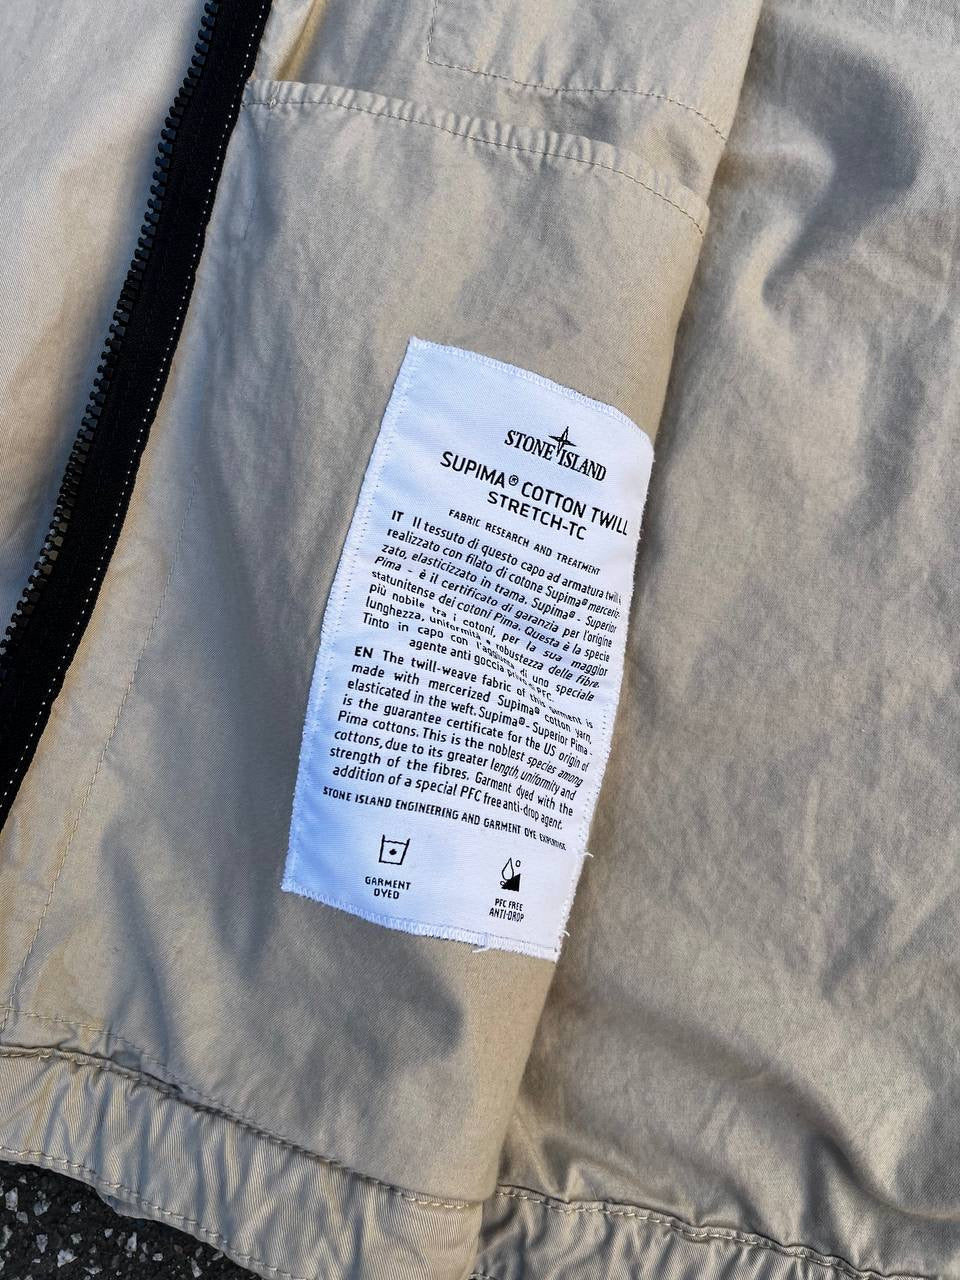 STONE ISLAND
SUPIMA® COTTON TWILL
STRETCH-TC
FABRIC RESEARCH AND TREATMENT
IT Il tessuto di questo capo ad armatura twill è
realizzato con filato di cotone Supima® merceriz-
zato, elasticizzato in trama. Supima® - Superior
Pima - è il certificato di garanzia per l'origine
statunitense dei cotoni Pima. Questa è la specie
più nobile tra i cotoni, per la sua maggior
lunghezza, uniformità e robustezza delle fibre.
Tinto in capo con l'aggiunta di uno speciale
agente anti goccia privo di PFC.
EN The twill-weave fabric of this garment is
made with mercerized Supima® cotton yarn,
elasticated in the weft. Supima® - Superior Pima -
is the guarantee certificate for the US origin of
Pima cottons. This is the noblest species among
cottons, due to its greater length, uniformity and
strength of the fibres. Garment dyed with the
addition of a special PFC free anti-drop agent.
STONE ISLAND ENGINEERING AND GARMENT DYE EXPERTISE
GARMENT
DYED
PFC FREE
ANTI-DROP